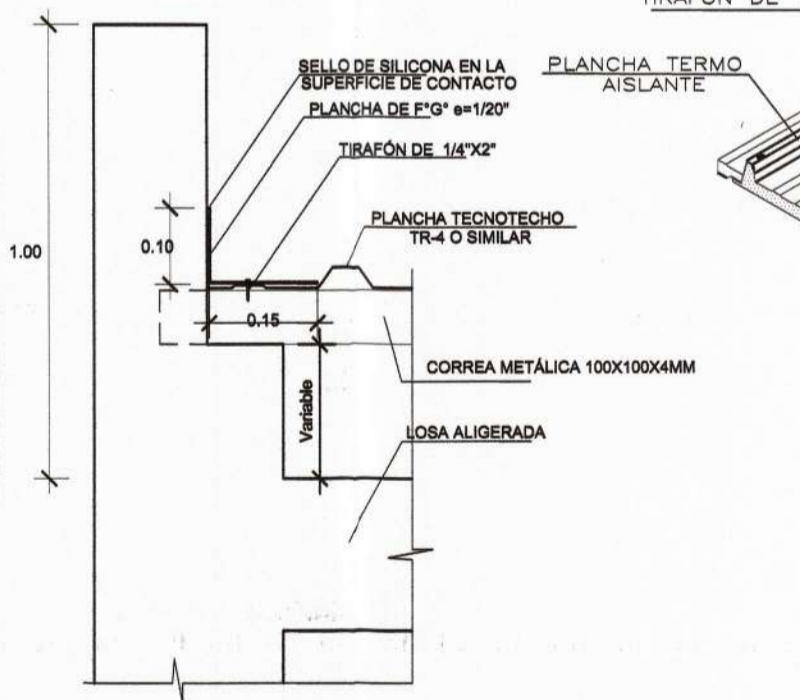 TIRAFON DE
SELLO DE SILICONA EN LA
SUPERFICIE DE CONTACTO
PLANCHA TERMO
AISLANTE
PLANCHA DE F°G° e=1/20"
TIRAFÓN DE 1/4"X2"
PLANCHA TECNOTECHO
TR-4 O SIMILAR
1.00
0.10
0.15
CORREA METÁLICA 100X100X4MM
Variable
LOSA ALIGERADA